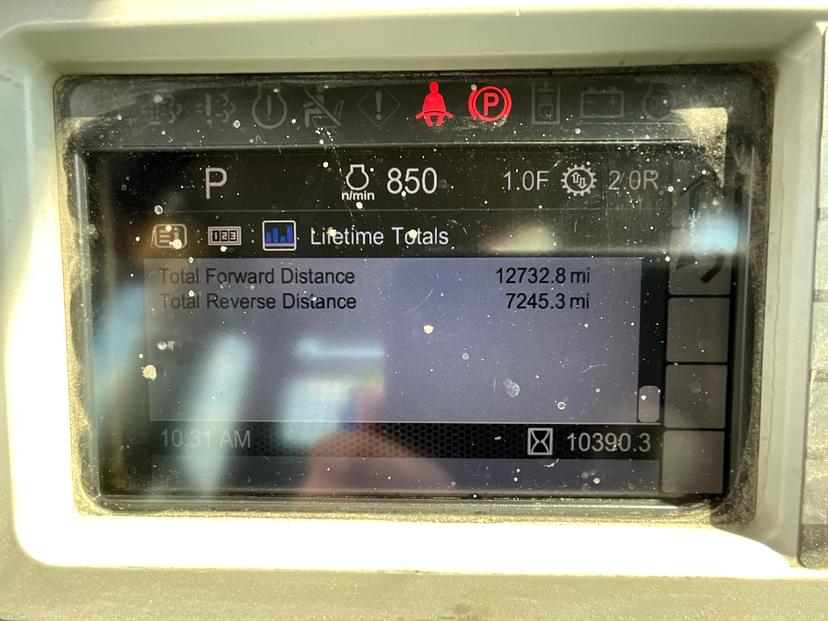 P
P n/min 850 1.0F 2.0R
123 Lifetime Totals
Total Forward Distance 12732.8 mi
Total Reverse Distance 7245.3 mi
10:31 AM 10390.3